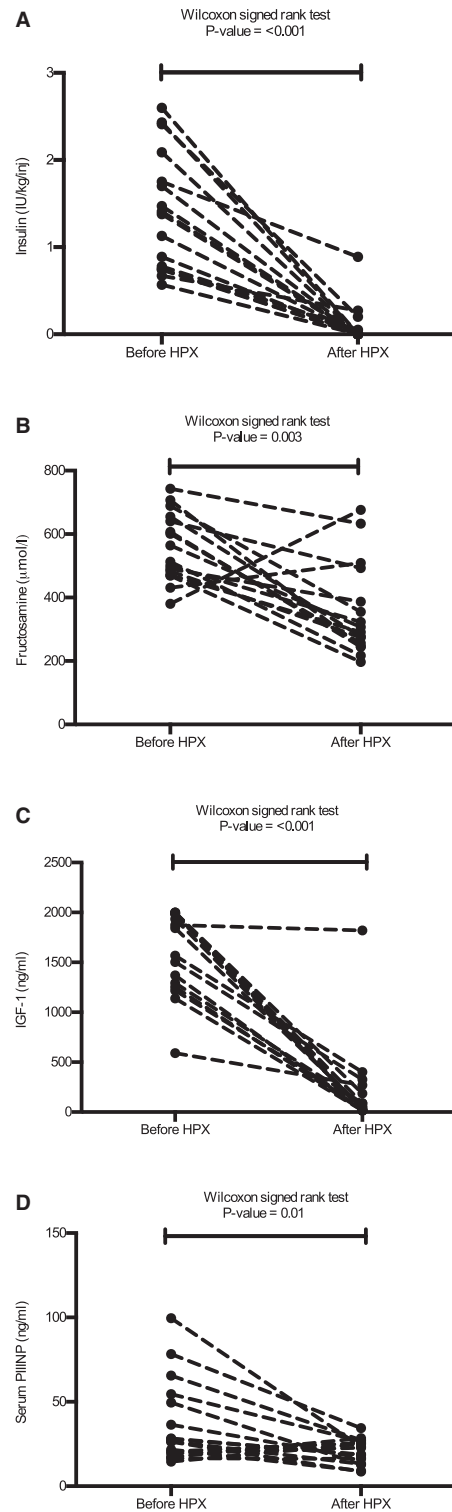 A
Wilcoxon signed rank test
P-value = <0.001
3
2
1
0
Insulin (IU/kg/inj)
Before HPX
After HPX
B
Wilcoxon signed rank test
P-value = 0.003
800
600
400
200
0
Fructosamine (μmol/l)
Before HPX
After HPX
C
Wilcoxon signed rank test
P-value = <0.001
2500
2000
1500
1000
500
0
IGF-1 (ng/ml)
Before HPX
After HPX
D
Wilcoxon signed rank test
P-value = 0.01
150
100
50
0
Serum PIIINP (ng/ml)
Before HPX
After HPX